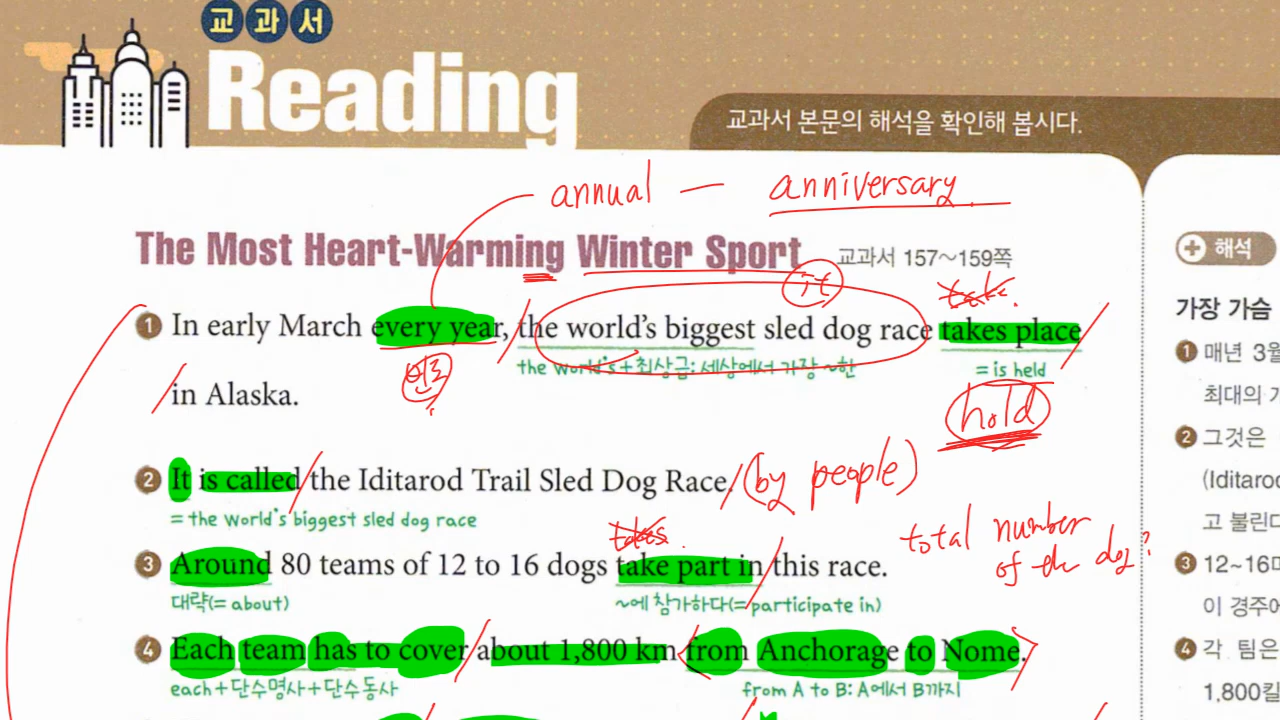 교과서
Reading
교과서 본문의 해석을 확인해 봅시다.
annual — anniversary
The Most Heart-Warming Winter Sport 교과서 157~159쪽
해석
it
take
가장 가슴
❶ In early March every year, the world's biggest sled dog race takes place
the world's+최상급: 세상에서 가장 ~한
= is held
❶ 매년 3월
in Alaska.
hold
최대의
❷ 그것은
❷ It is called the Iditarod Trail Sled Dog Race. (by people)
(Iditarod
= the world's biggest sled dog race
고 불린다
takes
total number
of the dog?
❸ Around 80 teams of 12 to 16 dogs take part in this race.
❸ 12~16마
대략(= about)
~에 참가하다(= participate in)
이 경주에
❹ Each team has to cover about 1,800 km from Anchorage to Nome.
❹ 각 팀은
each+단수명사+단수동사
from A to B: A에서 B까지
1,800킬